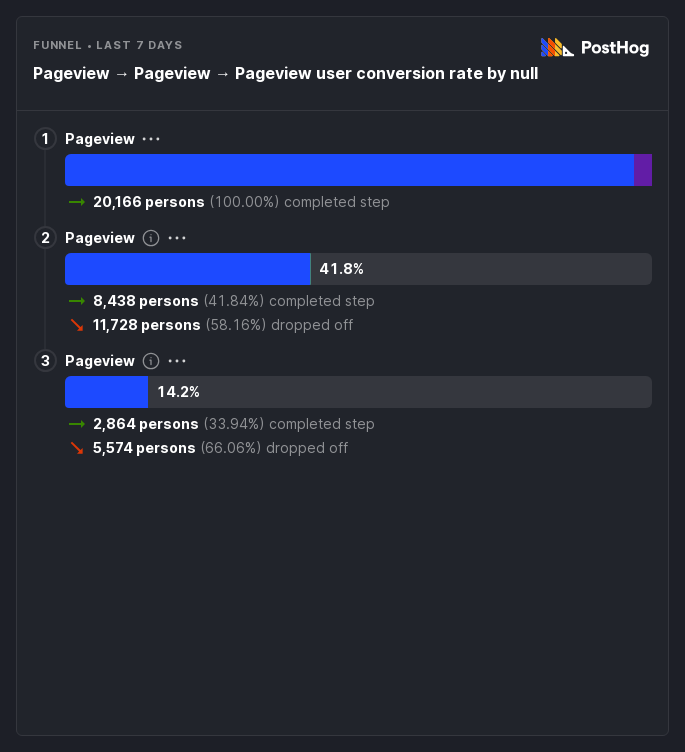 FUNNEL • LAST 7 DAYS
PostHog
Pageview → Pageview → Pageview user conversion rate by null
1 Pageview ···
→ 20,166 persons (100.00%) completed step
2 Pageview ···
41.8%
→ 8,438 persons (41.84%) completed step
↘ 11,728 persons (58.16%) dropped off
3 Pageview ···
14.2%
→ 2,864 persons (33.94%) completed step
↘ 5,574 persons (66.06%) dropped off